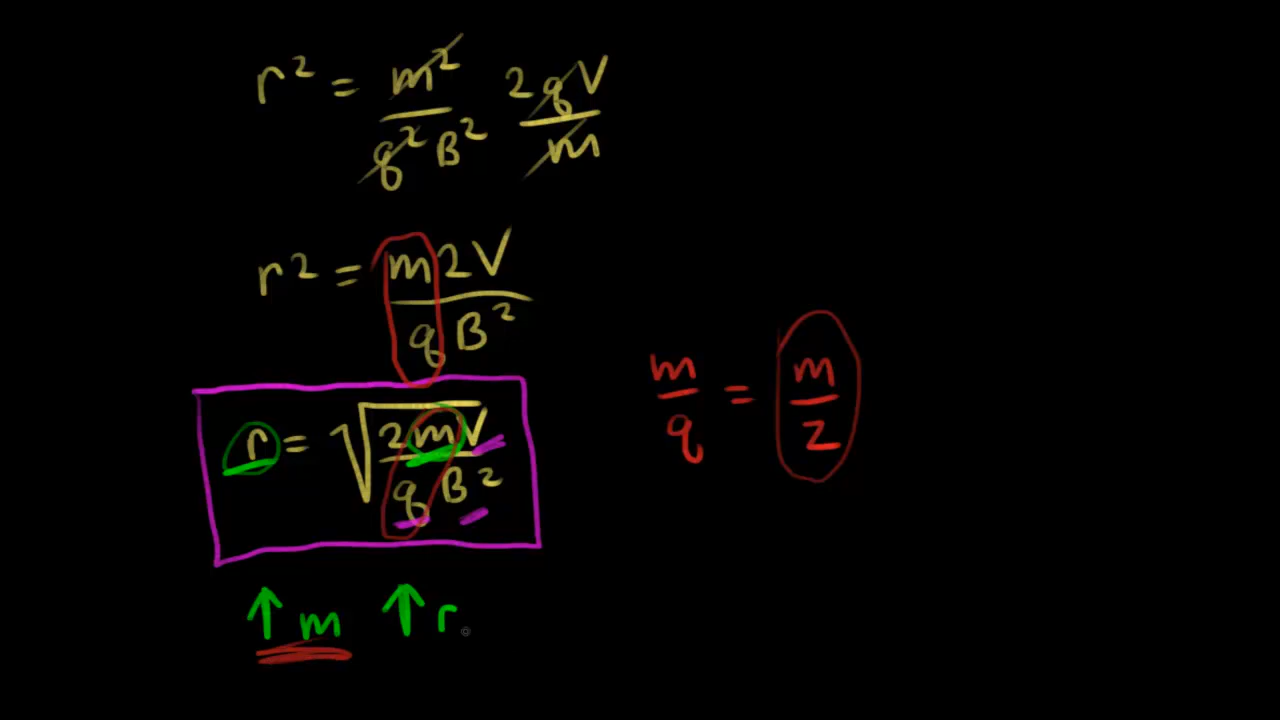 r² = m²/q²B² 2qV/m
r² = m2V/qB²
r = √(2mV/qB²)
m/q = m/z
↑ m ↑ r